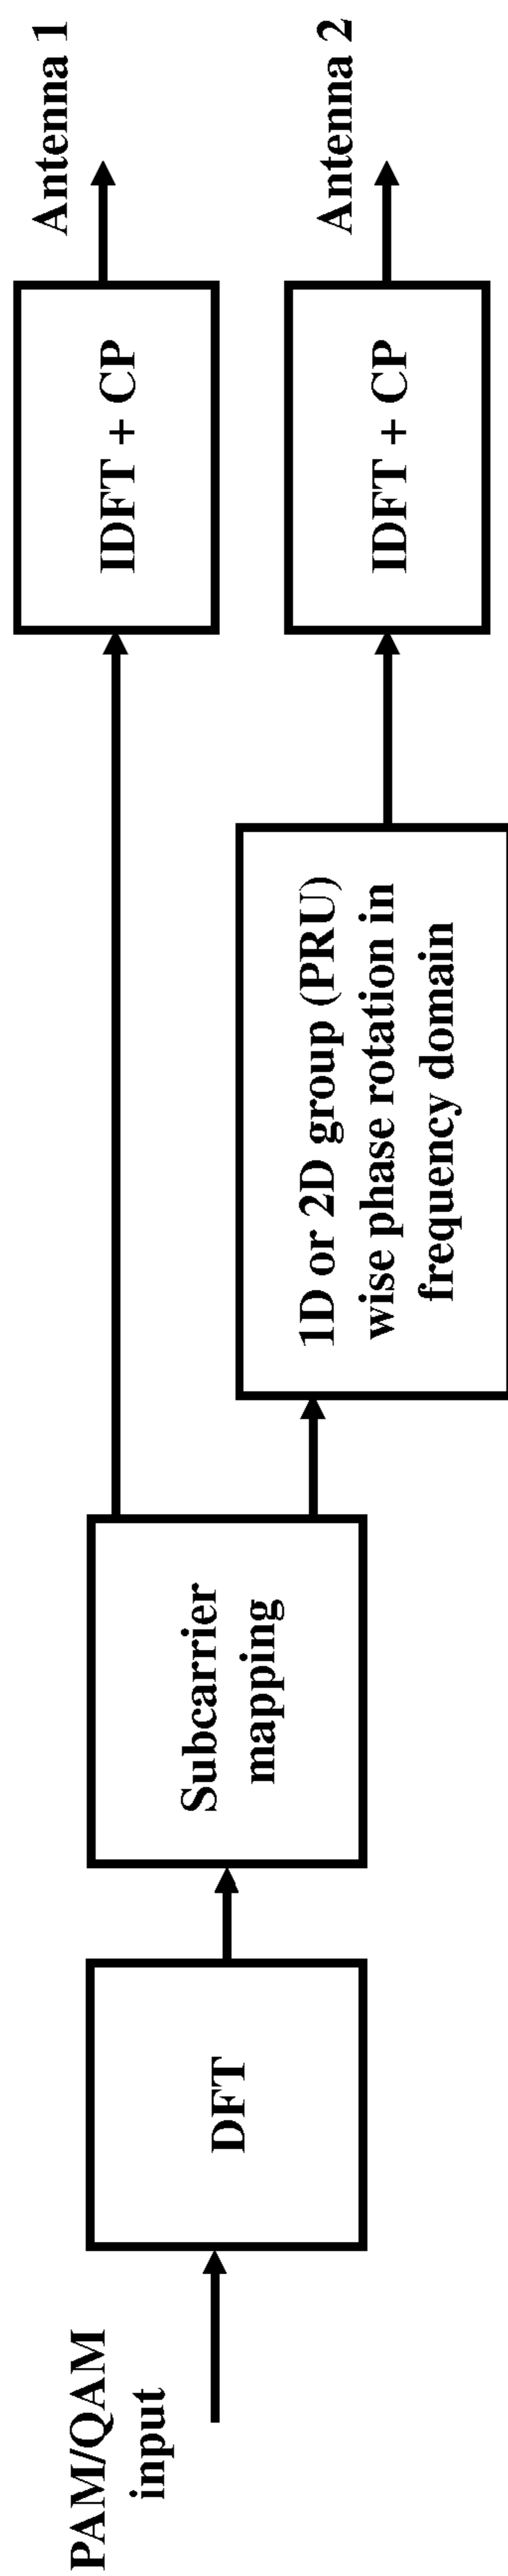 PAM/QAM
input
DFT
Subcarrier
mapping
1D or 2D group (PRU)
wise phase rotation in
frequency domain
IDFT + CP
Antenna 1
IDFT + CP
Antenna 2